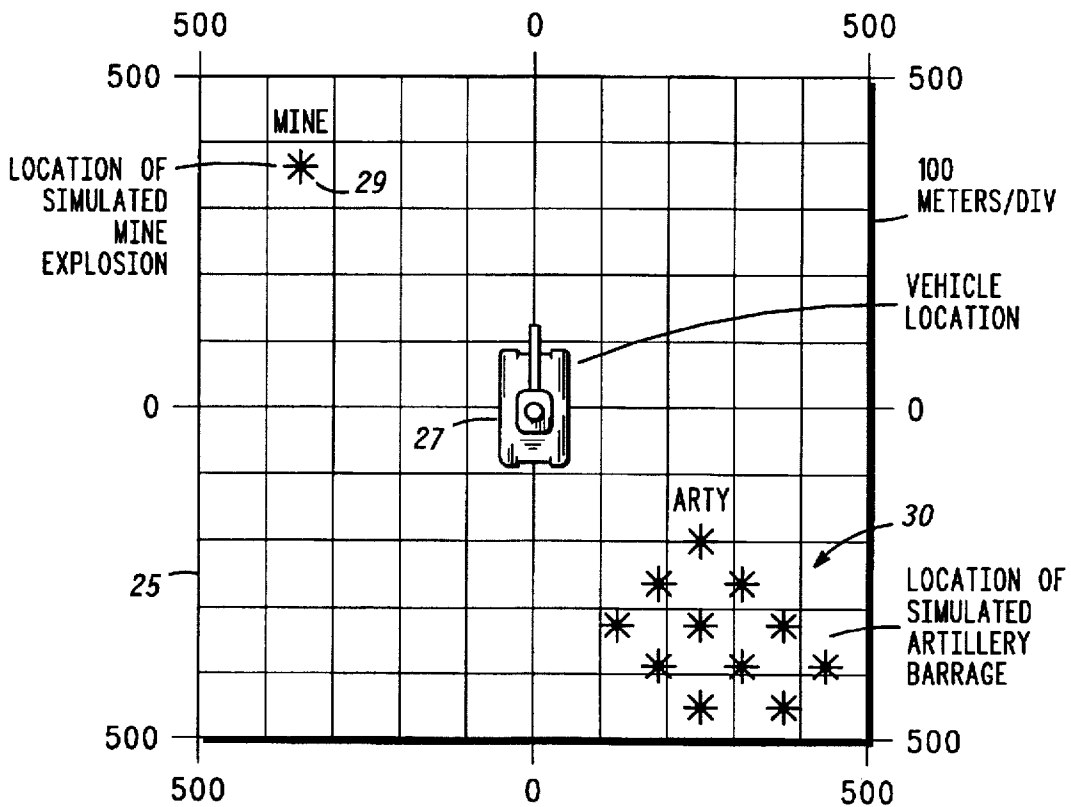 500
0
500
500
500
MINE
LOCATION OF
SIMULATED
MINE
EXPLOSION
29
100
METERS/DIV
VEHICLE
LOCATION
0
0
27
ARTY
30
25
LOCATION OF
SIMULATED
ARTILLERY
BARRAGE
500
500
500
0
500